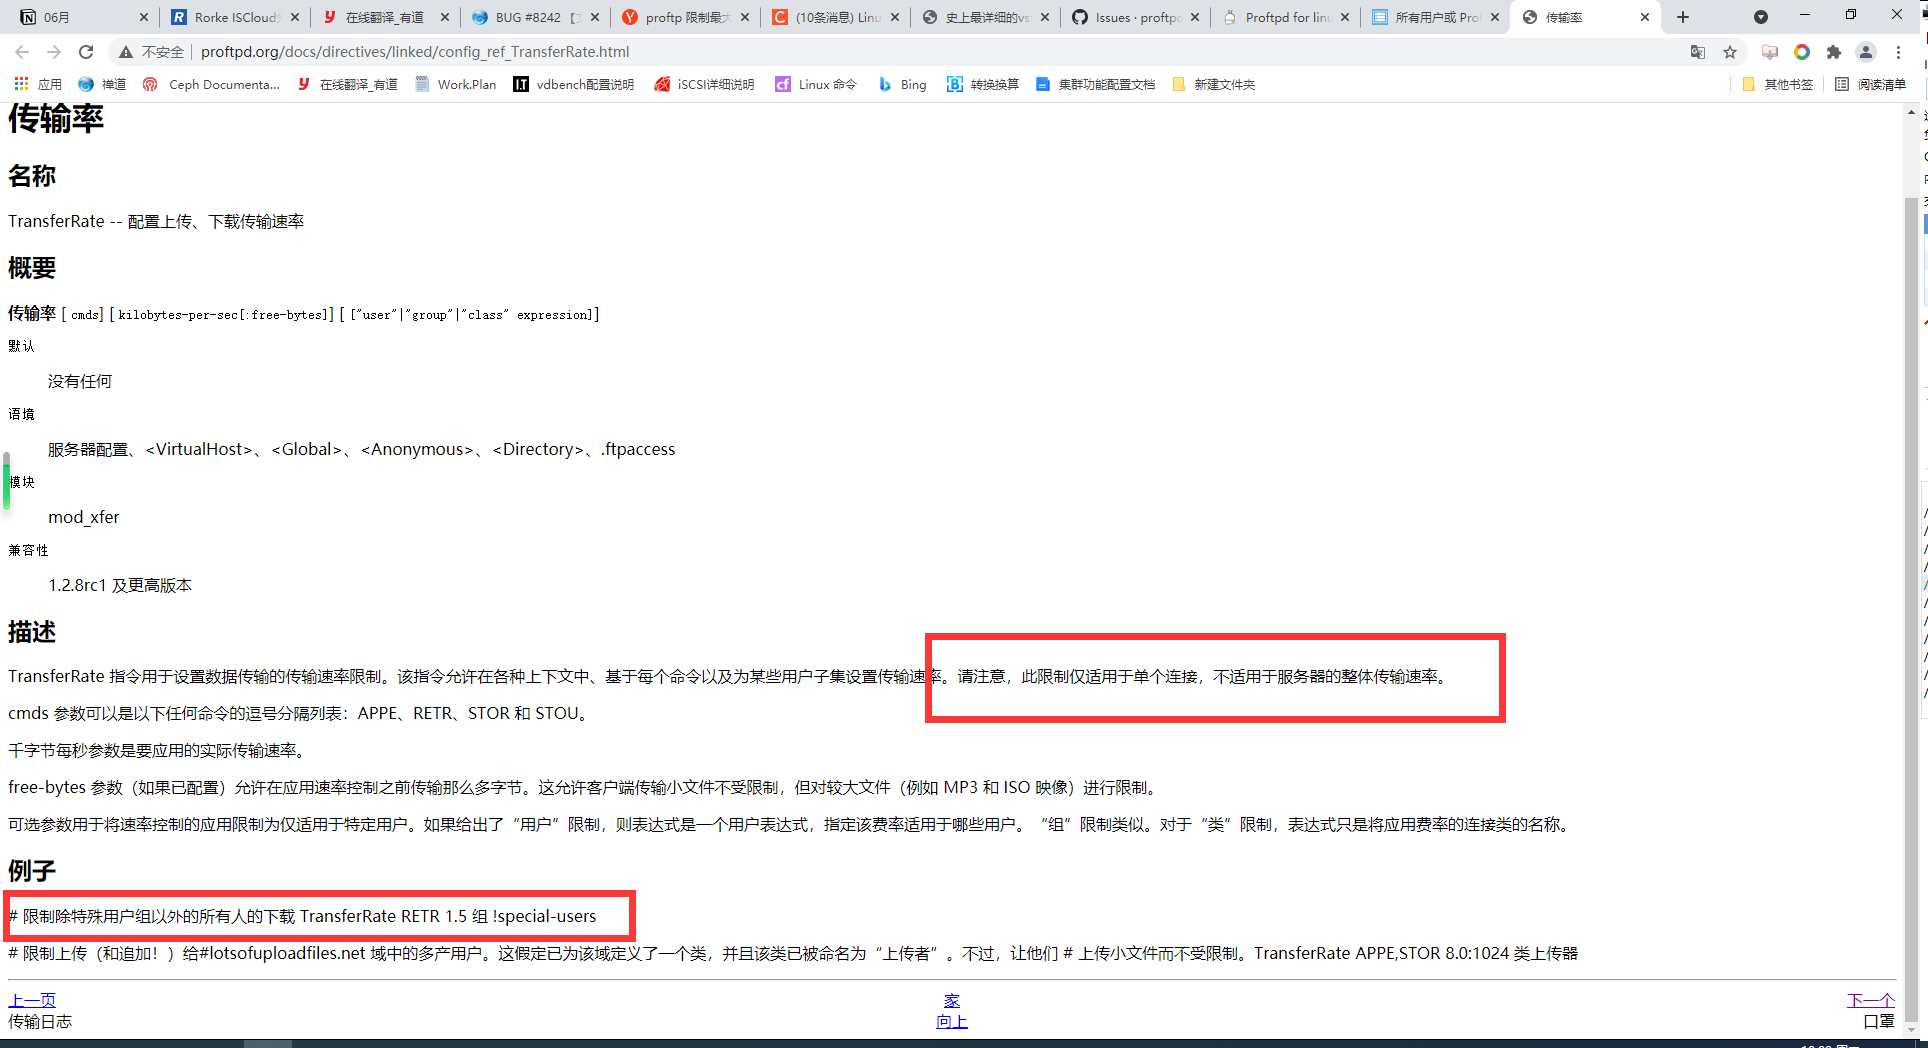 06月
Rorke ISCloudS
在线翻译_有道
BUG #8242
proftp 限制最大
(10条消息) Linu
史上最详细的vs
Issues · proftpd
Proftpd for linu
所有用户或 Pro
传输率
不安全 proftpd.org/docs/directives/linked/config_ref_TransferRate.html
应用 禅道 Ceph Documenta... 在线翻译_有道 Work.Plan vdbench配置说明 iSCSI详细说明 Linux 命令 Bing 转换换算 集群功能配置文档 新建文件夹 其他书签 阅读清单
传输率
名称
TransferRate -- 配置上传、下载传输速率
概要
传输率 [ cmds] [ kilobytes-per-sec[:free-bytes]] [ ["user"|"group"|"class" expression]]
默认
没有任何
语境
服务器配置、<VirtualHost>、<Global>、<Anonymous>、<Directory>、.ftpaccess
模块
mod_xfer
兼容性
1.2.8rc1 及更高版本
描述
TransferRate 指令用于设置数据传输的传输速率限制。该指令允许在各种上下文中、基于每个命令以及为某些用户子集设置传输速率。请注意，此限制仅适用于单个连接，不适用于服务器的整体传输速率。
cmds 参数可以是以下任何命令的逗号分隔列表：APPE、RETR、STOR 和 STOU。
千字节每秒参数是要应用的实际传输速率。
free-bytes 参数（如果已配置）允许在应用速率控制之前传输那么多字节。这允许客户端传输小文件不受限制，但对较大文件（例如 MP3 和 ISO 映像）进行限制。
可选参数用于将速率控制的应用限制为仅适用于特定用户。如果给出了“用户”限制，则表达式是一个用户表达式，指定该费率适用于哪些用户。“组”限制类似。对于“类”限制，表达式只是将应用费率的连接类的名称。
例子
# 限制除特殊用户组以外的所有人的下载 TransferRate RETR 1.5 组 !special-users
# 限制上传（和追加！）给#lotsofuploadfiles.net 域中的多产用户。这假定已为该域定义了一个类，并且该类已被命名为“上传者”。不过，让他们 # 上传小文件而不受限制。TransferRate APPE,STOR 8.0:1024 类上传器
上一页 家 下一个
传输日志 向上 口罩